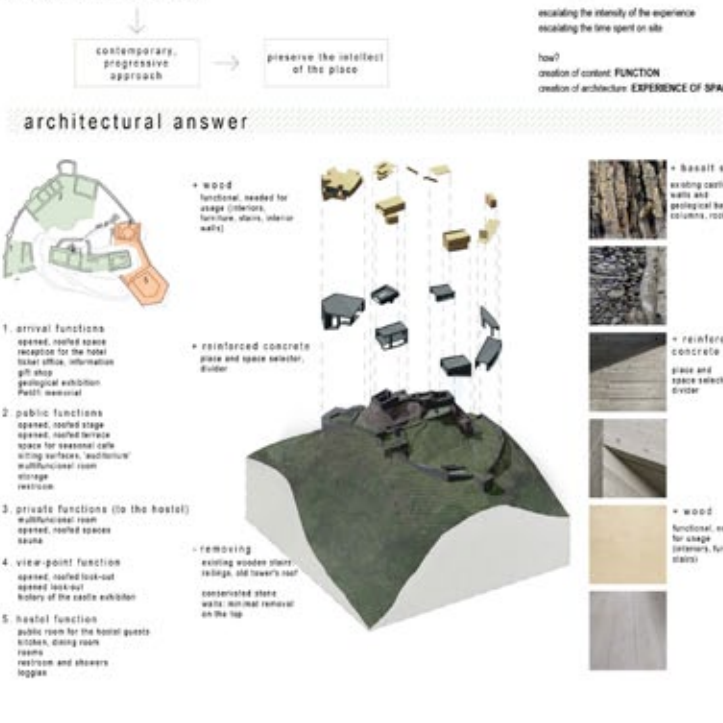 escalating the intensity of the experience
escalating the time spent on site
how?
creation of content: FUNCTION
creation of architecture: EXPERIENCE OF SPA
contemporary,
progressive
approach
preserve the intellect
of the place
architectural answer
+ wood
functional, needed for
usage (interiors,
furniture, stairs, interior
walls)
+ reinforced concrete
place and space selector,
divider
- removing
existing wooden stairs,
railings, old tower's roof
conservated stone
walls: minimal removal
on the top
1. arrival functions
opened, roofed space
reception for the hotel
ticket office, information
gift shop
geological exhibition
Petőfi memorial
2. public functions
opened, roofed stage
opened, roofed terrace
space for seasonal cafe
sitting surfaces, 'auditorium'
multifunctional room
storage
restroom
3. private functions (to the hostel)
multifunctional room
opened, roofed spaces
sauna
4. view-point function
opened, roofed look-out
opened look-out
history of the castle exhibiton
5. hostel function
public room for the hostel guests
kitchen, dining room
rooms
restroom and showers
loggias
+ basalt s
existing castl
walls and
geological ba
columns, roc
+ reinforc
concrete
place and
space select
divider
+ wood
functional, n
for usage
(interiors, fur
stairs)